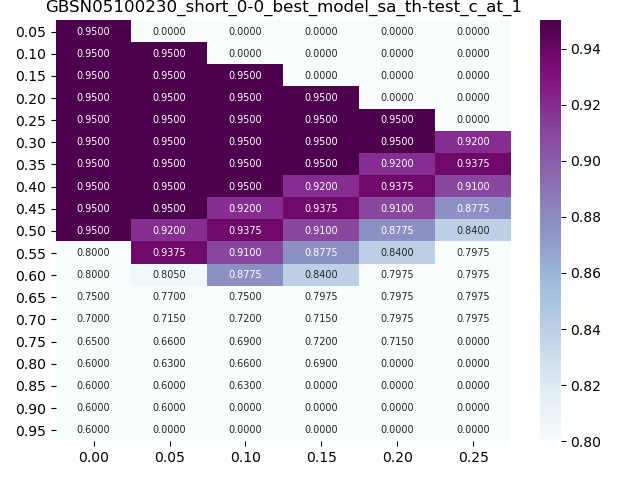 GBSN05100230_short_0-0_best_model_sa_th-test_c_at_1
0.05 0.9500 0.0000 0.0000 0.0000 0.0000 0.0000
0.10 0.9500 0.9500 0.0000 0.0000 0.0000 0.0000
0.15 0.9500 0.9500 0.9500 0.0000 0.0000 0.0000
0.20 0.9500 0.9500 0.9500 0.9500 0.0000 0.0000
0.25 0.9500 0.9500 0.9500 0.9500 0.9500 0.0000
0.30 0.9500 0.9500 0.9500 0.9500 0.9500 0.9200
0.35 0.9500 0.9500 0.9500 0.9500 0.9200 0.9375
0.40 0.9500 0.9500 0.9500 0.9200 0.9375 0.9100
0.45 0.9500 0.9500 0.9200 0.9375 0.9100 0.8775
0.50 0.9500 0.9200 0.9375 0.9100 0.8775 0.8400
0.55 0.8000 0.9375 0.9100 0.8775 0.8400 0.7975
0.60 0.8000 0.8050 0.8775 0.8400 0.7975 0.7975
0.65 0.7500 0.7700 0.7500 0.7975 0.7975 0.7975
0.70 0.7000 0.7150 0.7200 0.7150 0.7975 0.7975
0.75 0.6500 0.6600 0.6900 0.7200 0.7150 0.0000
0.80 0.6000 0.6300 0.6600 0.6900 0.0000 0.0000
0.85 0.6000 0.6000 0.6300 0.0000 0.0000 0.0000
0.90 0.6000 0.6000 0.0000 0.0000 0.0000 0.0000
0.95 0.6000 0.0000 0.0000 0.0000 0.0000 0.0000
0.00 0.05 0.10 0.15 0.20 0.25
0.94
0.92
0.90
0.88
0.86
0.84
0.82
0.80